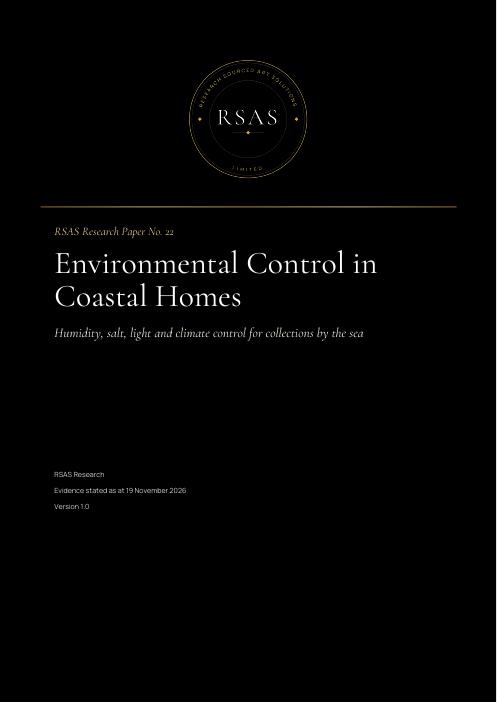 RESEARCH SOURCED ART SOLUTIONS
RSAS
LIMITED
RSAS Research Paper No. 22
Environmental Control in
Coastal Homes
Humidity, salt, light and climate control for collections by the sea
RSAS Research
Evidence stated as at 19 November 2026
Version 1.0